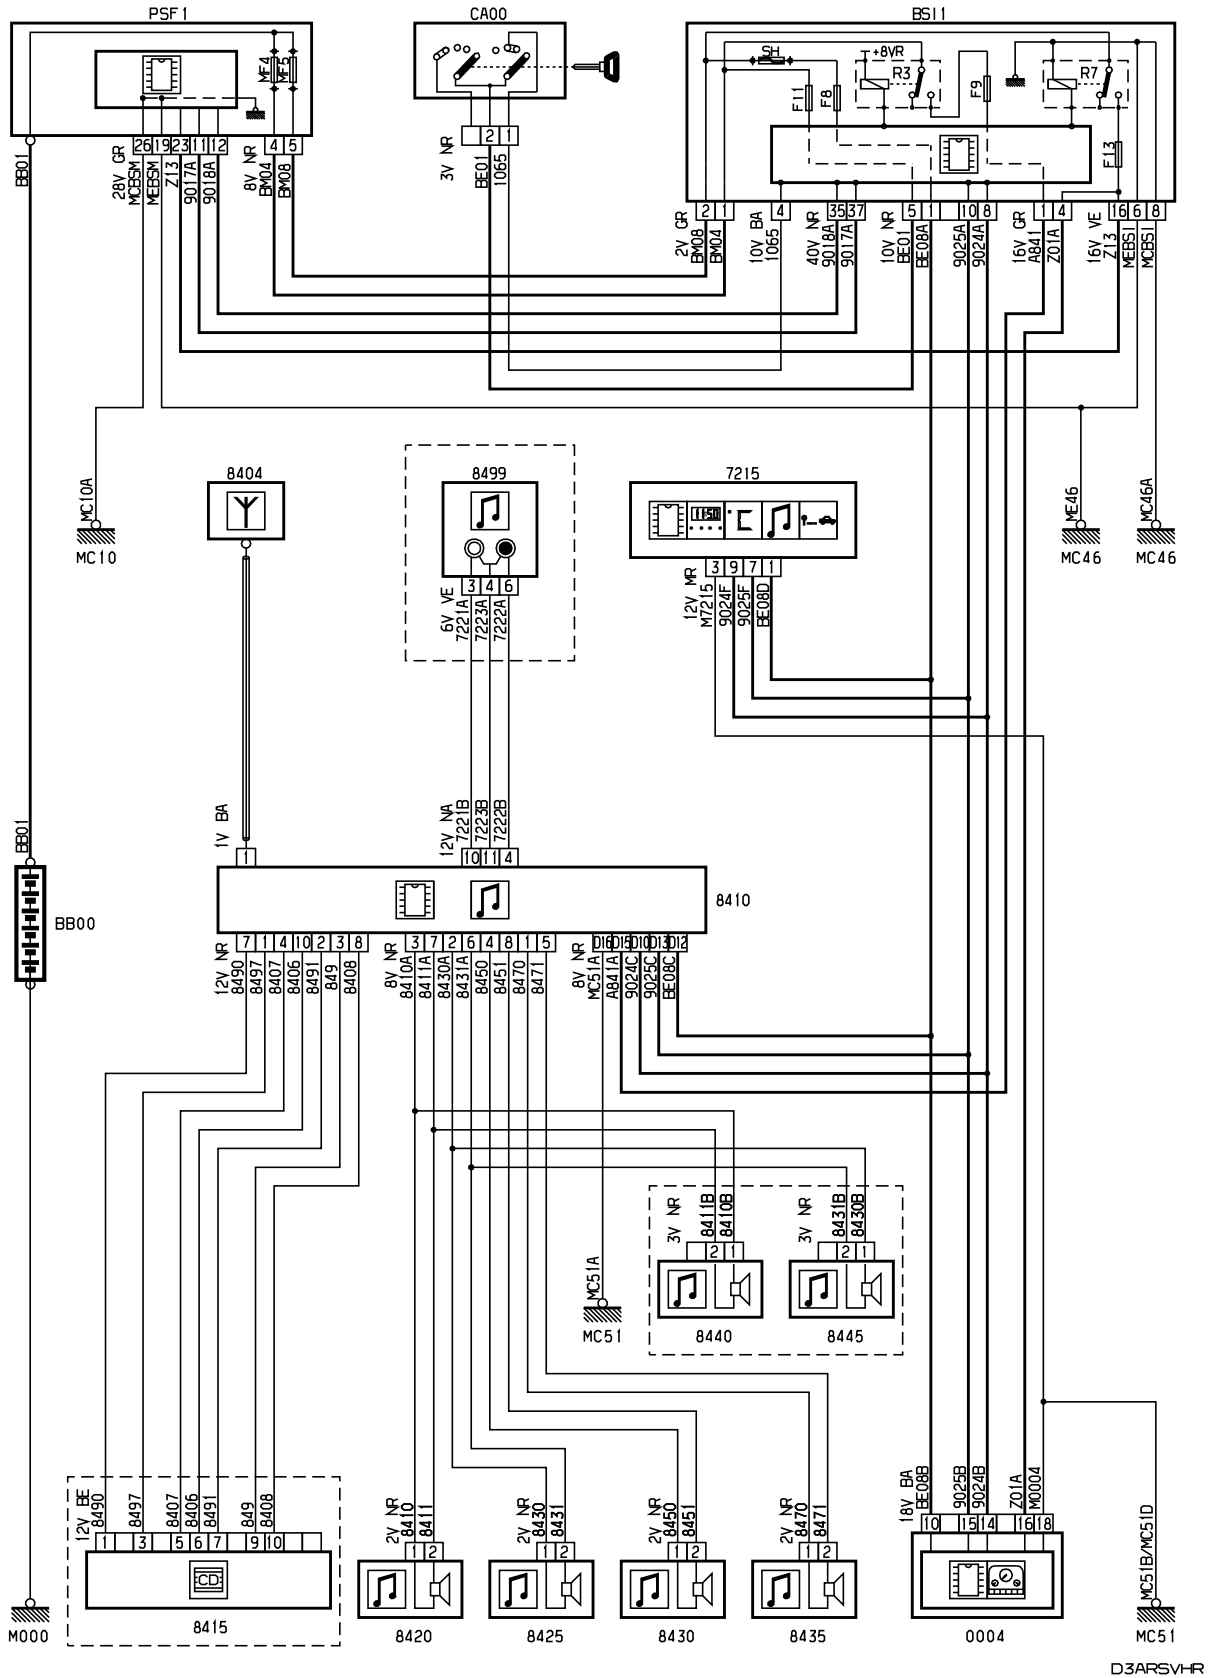 PSF1
CA00
BSI1
MF4
MF5
SH
+8VR
R3
F9
F11
F8
R7
F13
BB01
28V GR
26 19 23 11 12
MCBSM
MEBSM
Z13
9017A
9018A
8V NR
4 5
BM04
BM08
3V NR
2 1
BE01
1065
2V GR
2 1
BM08
BM04
10V BA
4
1065
40V NR
35 37
9018A
9017A
10V NR
5 1 10 8
BE01
BE08A
9025A
9024A
16V GR
1 4
A841
Z01A
16V VE
16 6 8
Z13
MEBSI
MCBSI
MC10A
MC10
8404
8499
7215
11:50
°C
ME46
MC46
MC46A
MC46
3 4 6
6V VE
7221A
7223A
7222A
3 9 7 1
12V MR
M7215
9024F
9025F
BE08D
BB01
BB00
1V BA
1
12V NA
7221B
7223B
7222B
10 11 4
8410
7 1 4 10 2 3 8
12V NR
8490
8497
8407
8406
8491
849
8408
3 7 2 6 4 8 1 5
8V NR
8410A
8411A
8430A
8431A
8450
8451
8470
8471
D16 D15 D10 D13 D12
8V NR
MC51A
A841A
9024C
9025C
BE08C
3V NR
8411B
8410B
2 1
8440
3V NR
8431B
8430B
2 1
8445
MC51A
MC51
12V BE
8490
8497
8407
8406
8491
849
8408
1 3 5 6 7 9 10
CD
8415
2V NR
8410
8411
1 2
8420
2V NR
8430
8431
1 2
8425
2V NR
8450
8451
1 2
8430
2V NR
8470
8471
1 2
8435
18V BA
BE08B
9025B
9024B
Z01A
M0004
10 15 14 16 18
0004
MC51B/MC51D
MC51
M000
D3ARSVHR